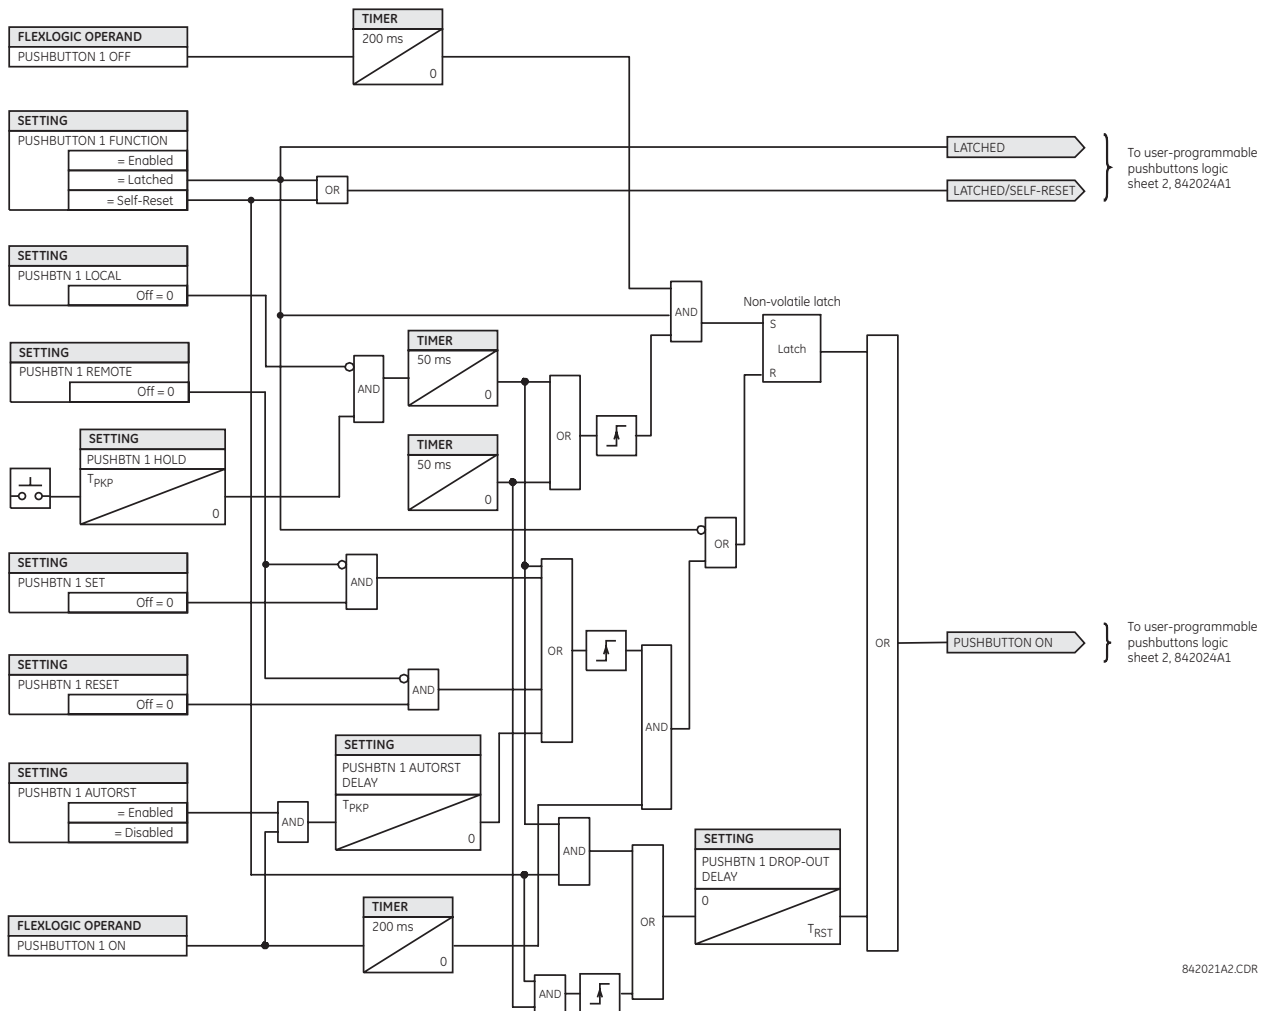 TIMER
200 ms
0
FLEXLOGIC OPERAND
PUSHBUTTON 1 OFF
SETTING
PUSHBUTTON 1 FUNCTION
= Enabled
= Latched
= Self-Reset
OR
LATCHED
LATCHED/SELF-RESET
To user-programmable
pushbuttons logic
sheet 2, 842024A1
SETTING
PUSHBTN 1 LOCAL
Off = 0
AND
Non-volatile latch
S
Latch
R
SETTING
PUSHBTN 1 REMOTE
Off = 0
AND
TIMER
50 ms
0
OR
TIMER
50 ms
0
SETTING
PUSHBTN 1 HOLD
TPKP
0
OR
SETTING
PUSHBTN 1 SET
Off = 0
AND
OR
AND
OR
PUSHBUTTON ON
To user-programmable
pushbuttons logic
sheet 2, 842024A1
SETTING
PUSHBTN 1 RESET
Off = 0
AND
SETTING
PUSHBTN 1 AUTORST
= Enabled
= Disabled
AND
SETTING
PUSHBTN 1 AUTORST
DELAY
TPKP
0
AND
OR
SETTING
PUSHBTN 1 DROP-OUT
DELAY
0
TRST
FLEXLOGIC OPERAND
PUSHBUTTON 1 ON
TIMER
200 ms
0
AND
842021A2.CDR